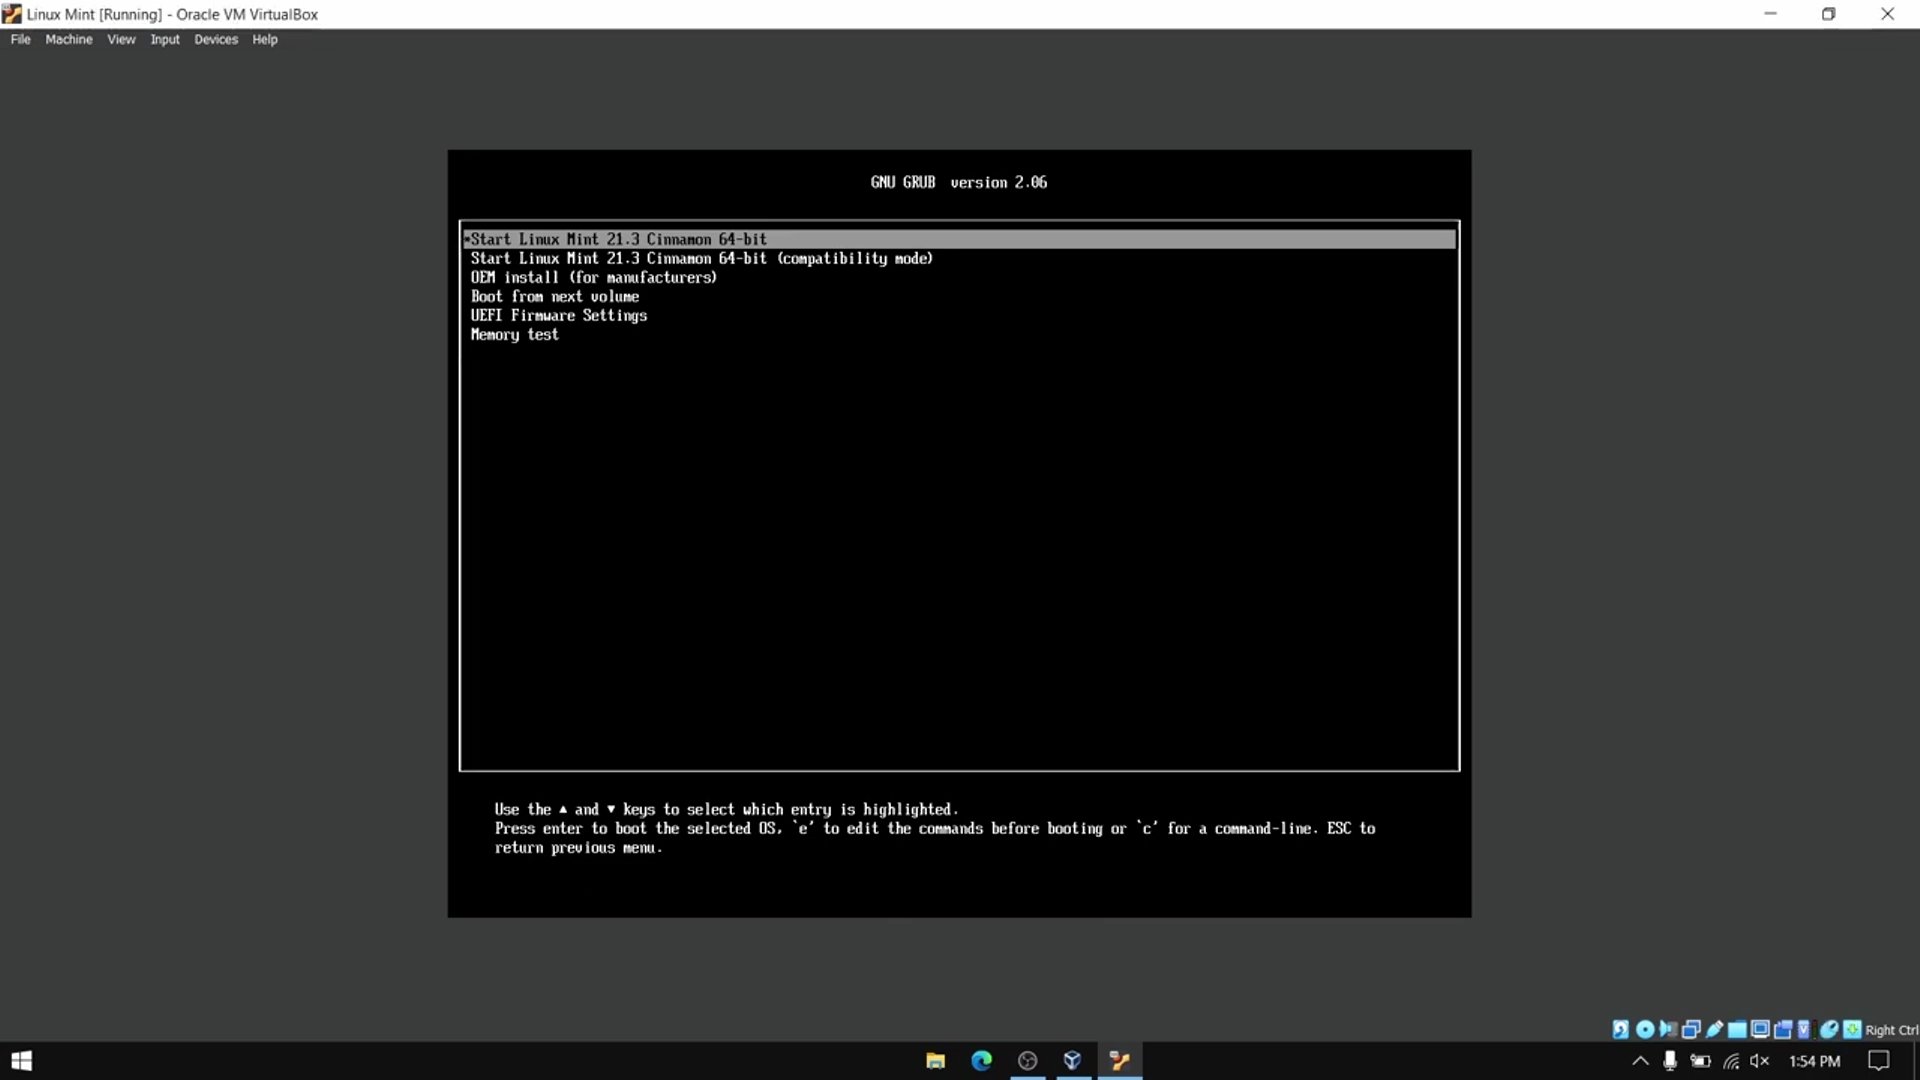 Linux Mint [Running] - Oracle VM VirtualBox
File Machine View Input Devices Help
GNU GRUB version 2.06
*Start Linux Mint 21.3 Cinnamon 64-bit
Start Linux Mint 21.3 Cinnamon 64-bit (compatibility mode)
OEM install (for manufacturers)
Boot from next volume
UEFI Firmware Settings
Memory test
Use the ▲ and ▼ keys to select which entry is highlighted.
Press enter to boot the selected OS, `e' to edit the commands before booting or `c' for a command-line. ESC to
return previous menu.
Right Ctrl
1:54 PM